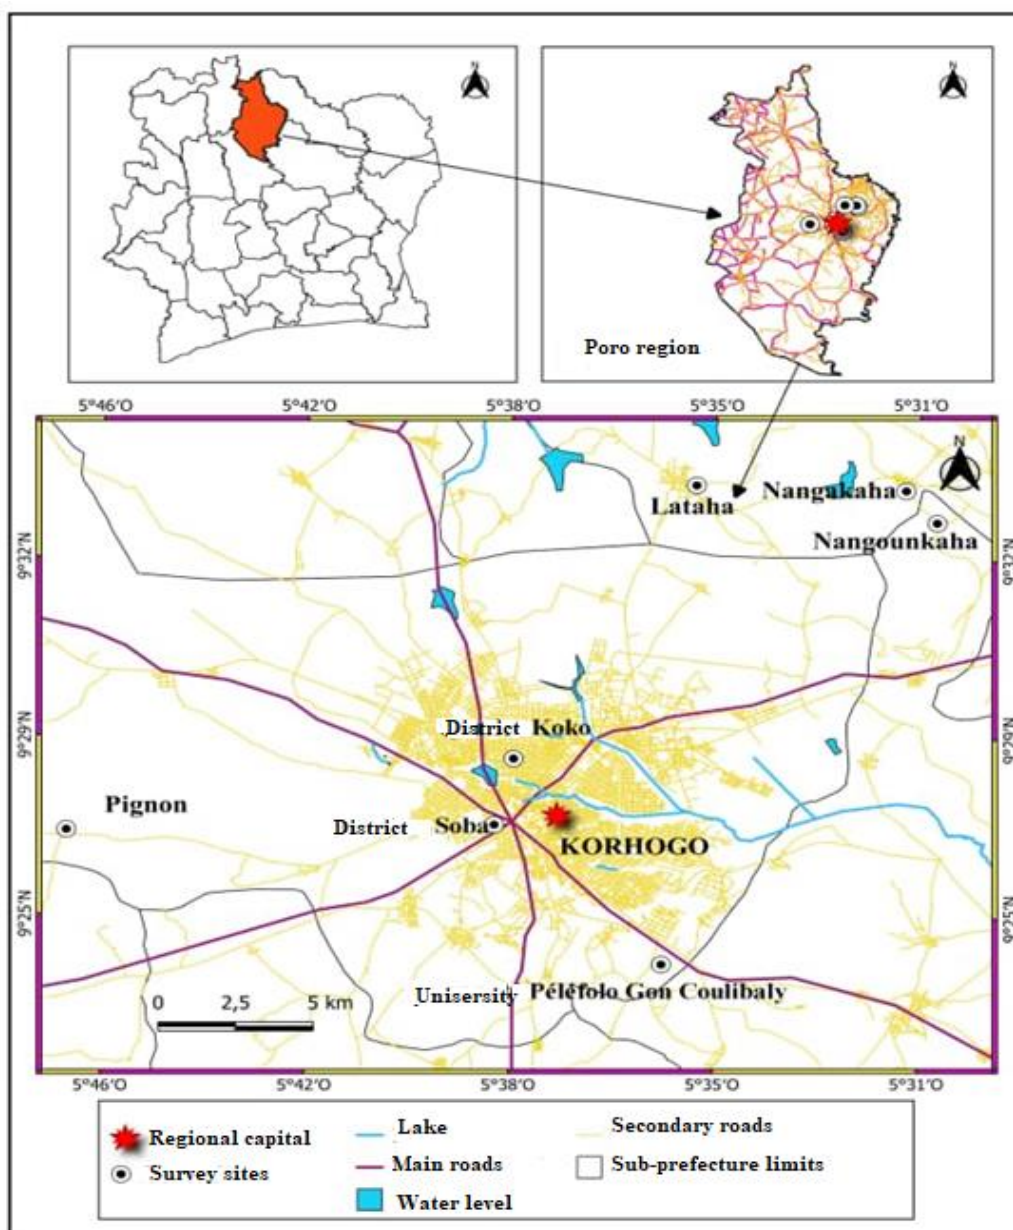 N
N
Poro region
5°46'O 5°42'O 5°38'O 5°35'O 5°31'O
N
Lataha
Nangakaha
Nangounkaha
9°32'N
9°32'N
District Koko
9°29'N
9°29'N
Pignon
District Soba
KORHOGO
9°25'N
9°25'N
Unisersity Péléfolo Gon Coulibaly
0 2,5 5 km
5°46'O 5°42'O 5°38'O 5°35'O 5°31'O
Regional capital
Lake
Secondary roads
Survey sites
Main roads
Sub-prefecture limits
Water level